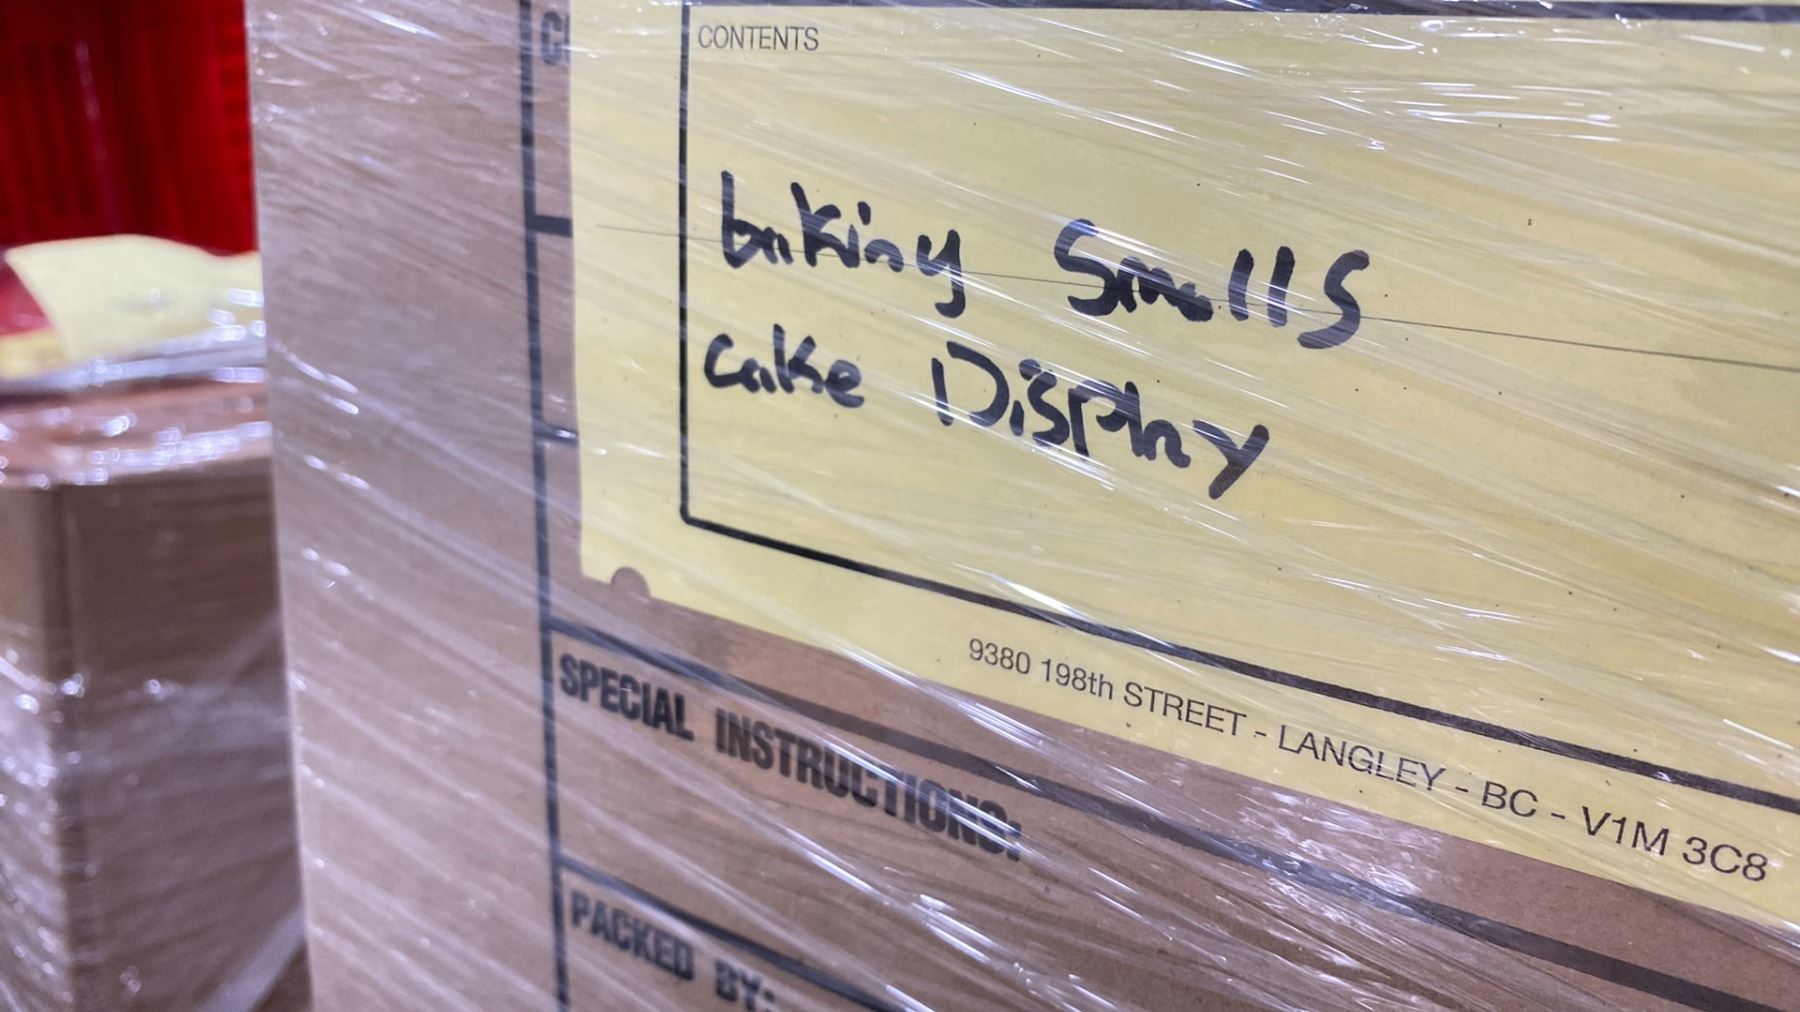 CONTENTS
baking Smalls
cake Display
9380 198th STREET - LANGLEY - BC - V1M 3C8
SPECIAL INSTRUCTIONS:
PACKED BY: